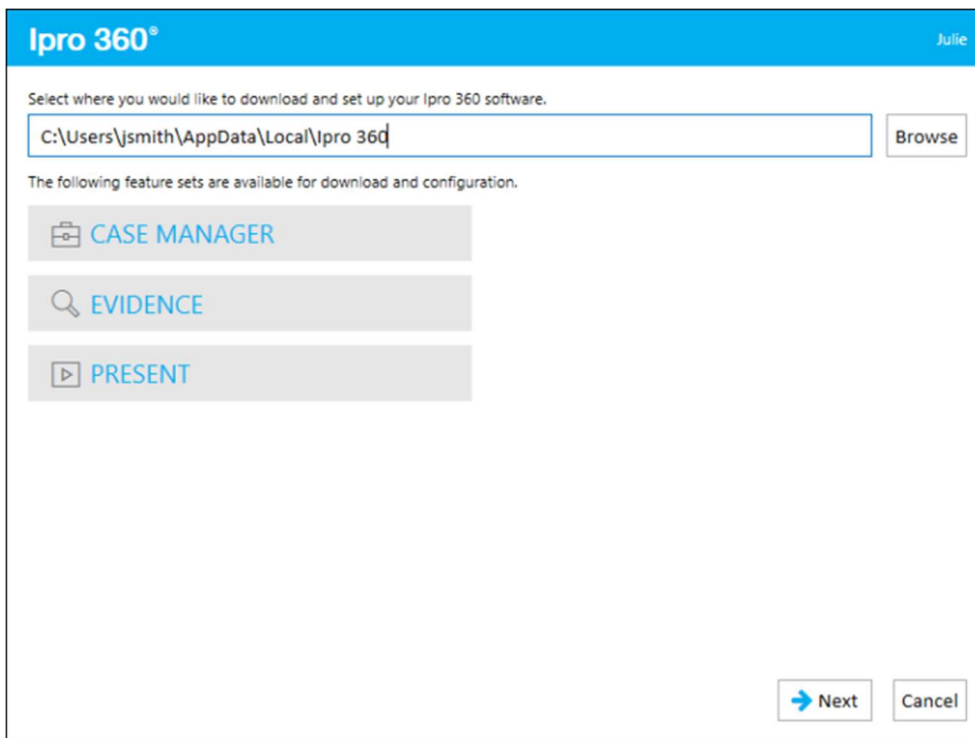 Ipro 360®
Julie
Select where you would like to download and set up your Ipro 360 software.
C:\Users\jsmith\AppData\Local\Ipro 360
Browse
The following feature sets are available for download and configuration.
CASE MANAGER
EVIDENCE
PRESENT
Next
Cancel